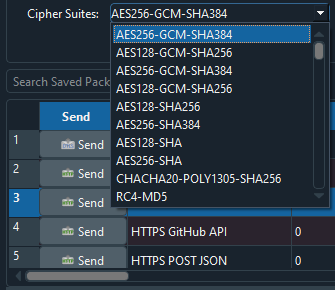 Cipher Suites: AES256-GCM-SHA384
AES256-GCM-SHA384
AES128-GCM-SHA256
AES256-GCM-SHA384
AES128-GCM-SHA256
AES128-SHA256
AES256-SHA384
AES128-SHA
AES256-SHA
CHACHA20-POLY1305-SHA256
RC4-MD5
Search Saved Pack
Send
1 Send
2 Send
3 Send
4 Send HTTPS GitHub API 0
5 Send HTTPS POST JSON 0